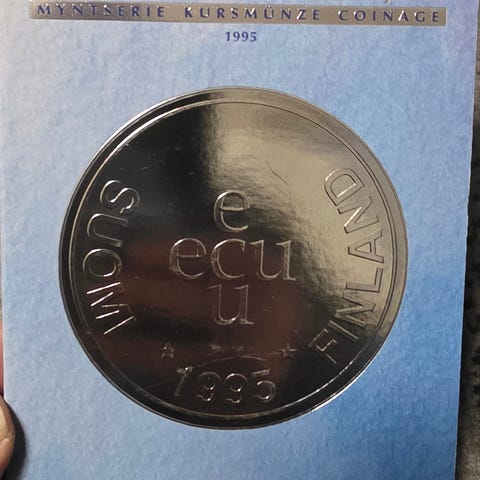 MYNTSERIE KURSMÜNZE COINAGE
1995
SUOMI
FINLAND
e
ecu
u
1995